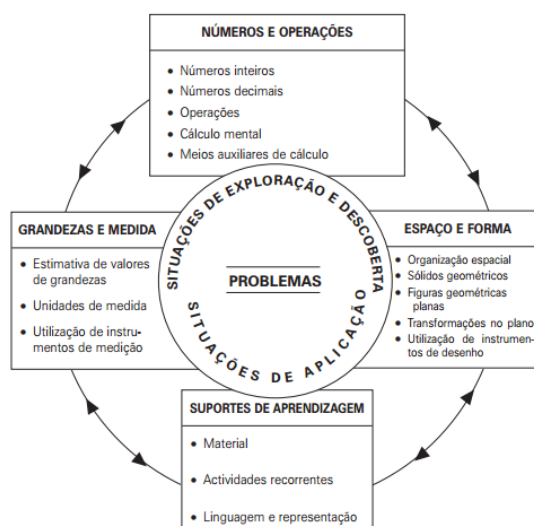 NÚMEROS E OPERAÇÕES
• Números inteiros
• Números decimais
• Operações
• Cálculo mental
• Meios auxiliares de cálculo
SITUAÇÕES DE EXPLORAÇÃO E DESCOBERTA
GRANDEZAS E MEDIDA
• Estimativa de valores
de grandezas
• Unidades de medida
• Utilização de instru-
mentos de medição
PROBLEMAS
ESPAÇO E FORMA
• Organização espacial
• Sólidos geométricos
• Figuras geométricas
planas
• Transformações no plano
• Utilização de instrumen-
tos de desenho
SITUAÇÕES DE APLICAÇÃO
SUPORTES DE APRENDIZAGEM
• Material
• Actividades recorrentes
• Linguagem e representação